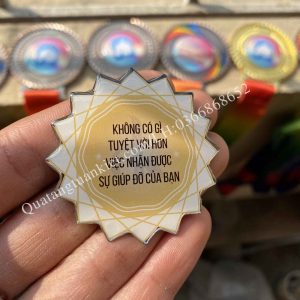 KHÔNG CÓ GÌ
TUYỆT VỜI HƠN
VIỆC NHẬN ĐƯỢC
SỰ GIÚP ĐỠ CỦA BẠN